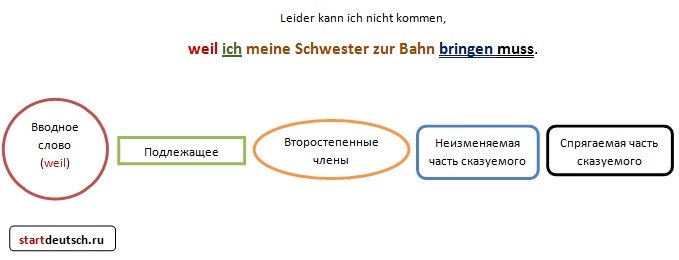 Leider kann ich nicht kommen,
weil ich meine Schwester zur Bahn bringen muss.
Вводное
слово
(weil)
Подлежащее
Второстепенные
члены
Неизменяемая
часть сказуемого
Спрягаемая часть
сказуемого
startdeutsch.ru